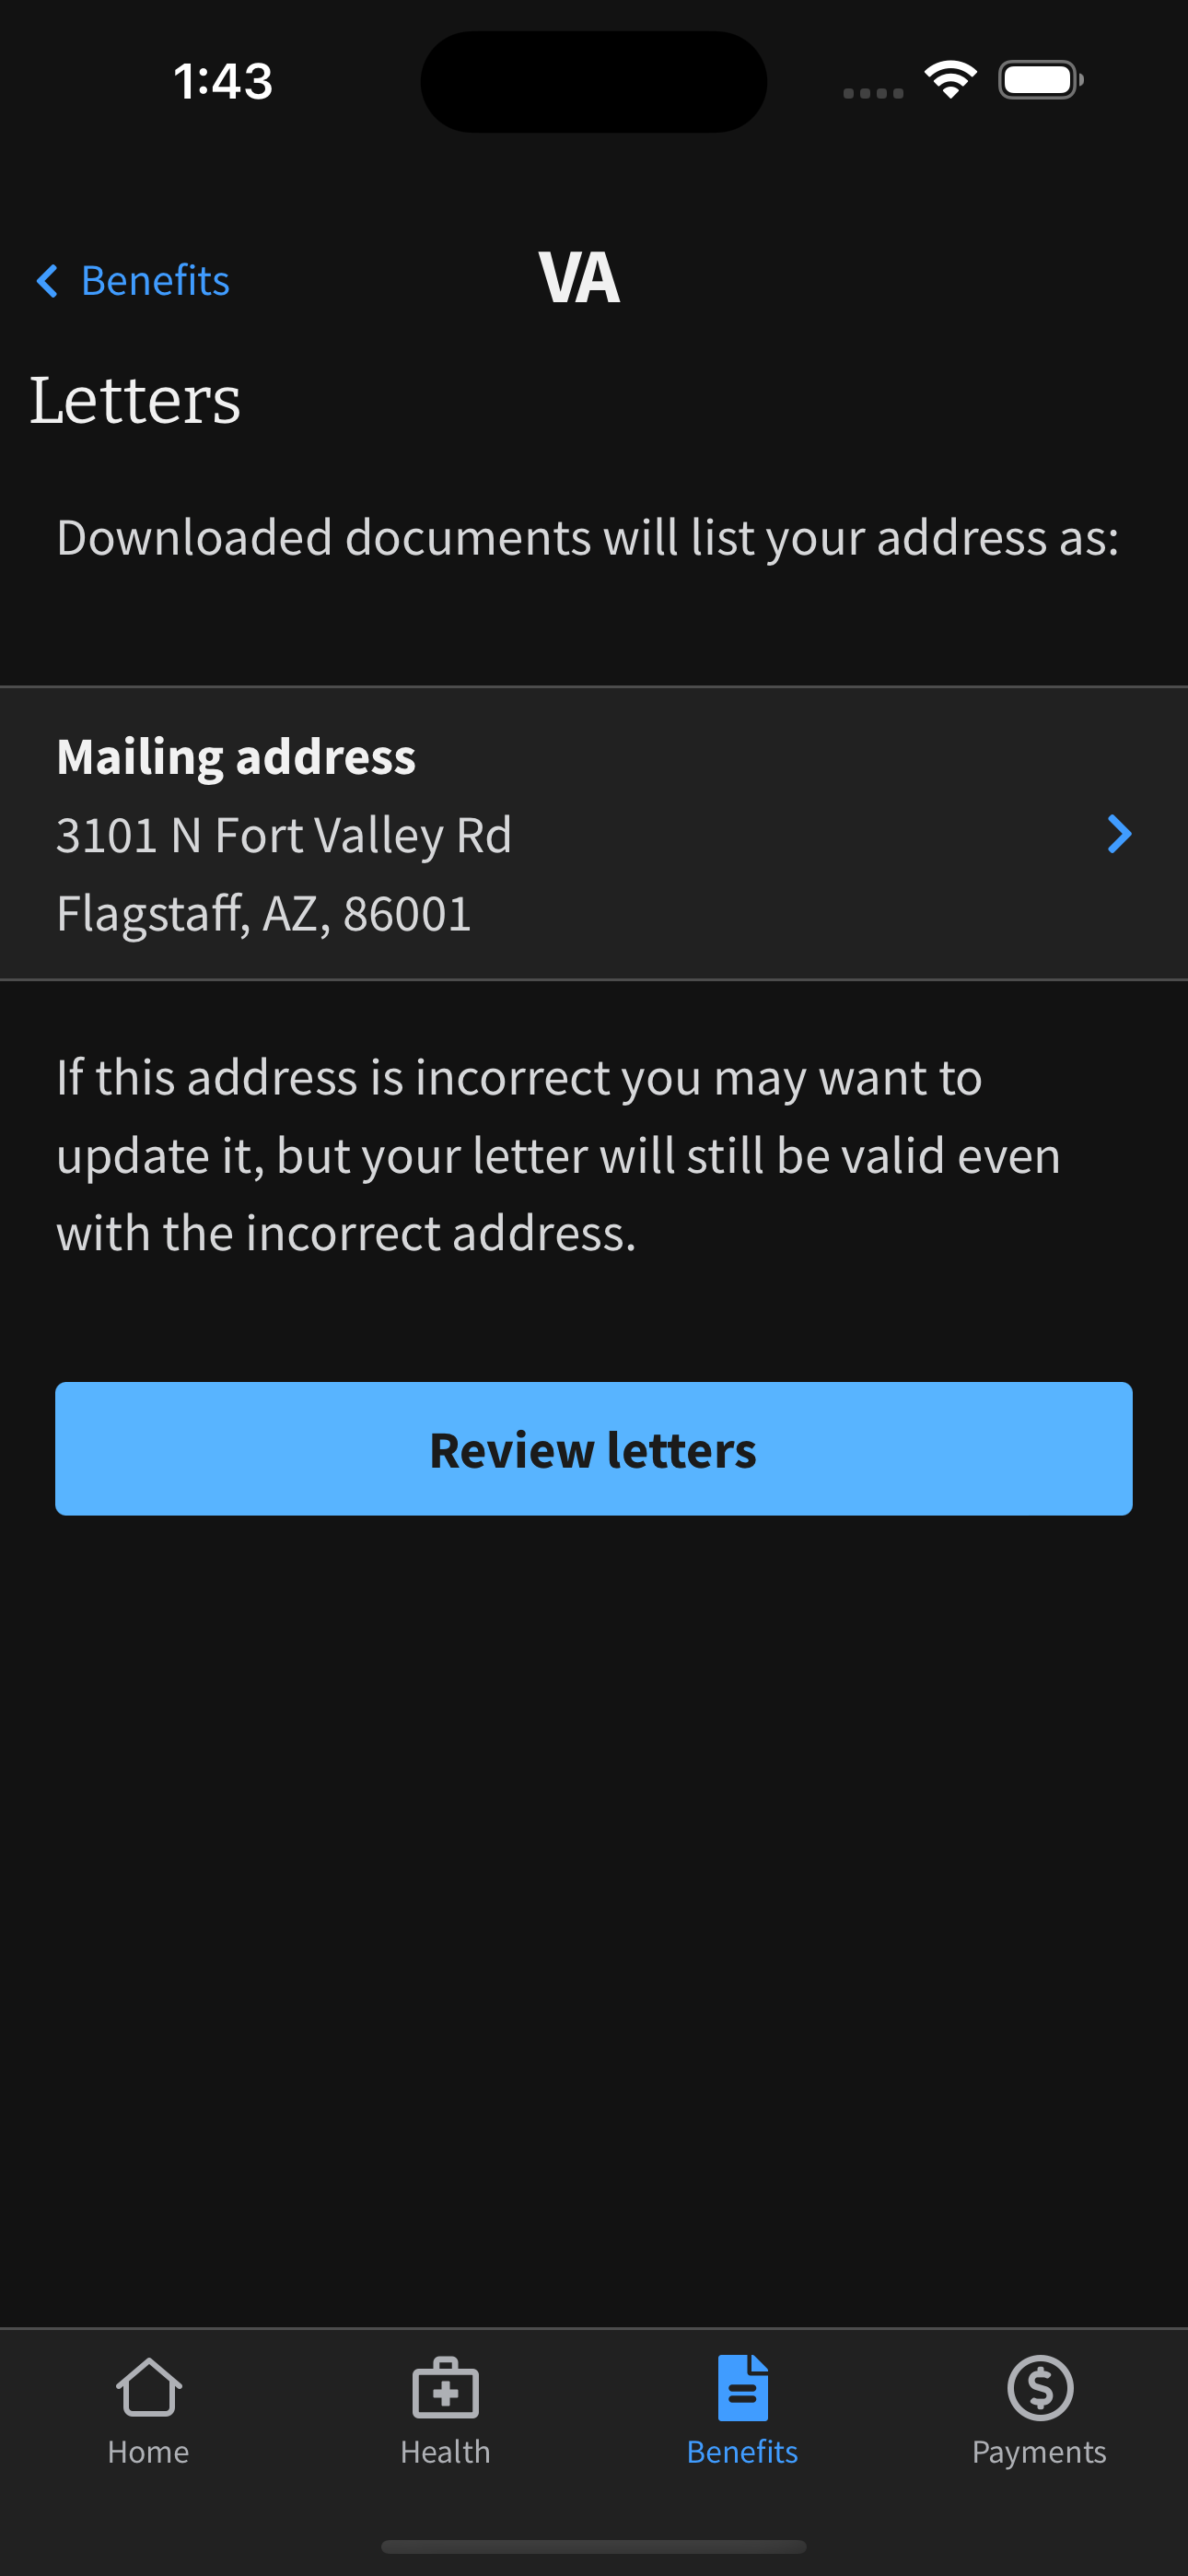 1:43
Benefits
VA
Letters
Downloaded documents will list your address as:
Mailing address
3101 N Fort Valley Rd
Flagstaff, AZ, 86001
If this address is incorrect you may want to
update it, but your letter will still be valid even
with the incorrect address.
Review letters
Home
Health
Benefits
Payments